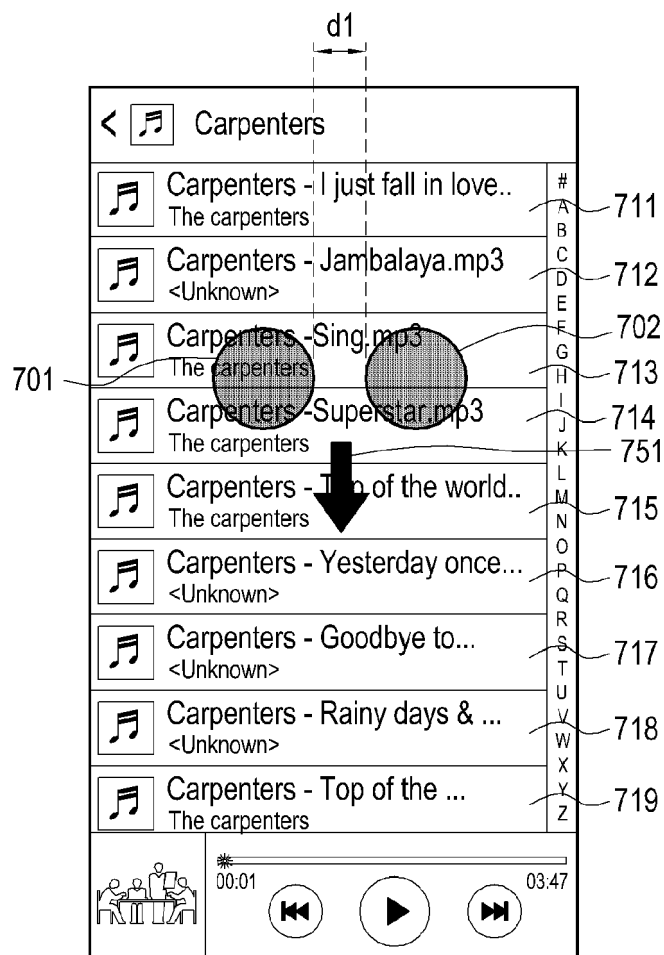 d1
Carpenters
Carpenters - I just fall in love..
The carpenters
711
Carpenters - Jambalaya.mp3
<Unknown>
712
702
Carpenters -Sing.mp3
The carpenters
713
701
Carpenters -Superstar.mp3
The carpenters
714
751
Carpenters - Top of the world..
The carpenters
715
Carpenters - Yesterday once...
<Unknown>
716
Carpenters - Goodbye to...
<Unknown>
717
Carpenters - Rainy days & ...
<Unknown>
718
Carpenters - Top of the ...
The carpenters
719
#
A
B
C
D
E
F
G
H
I
J
K
L
M
N
O
P
Q
R
S
T
U
V
W
X
Y
Z
00:01
03:47